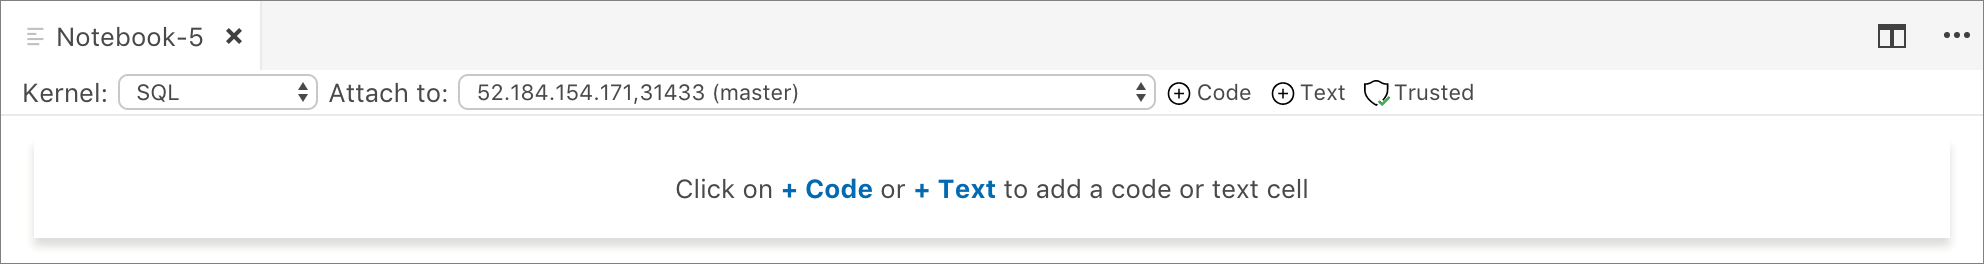 Notebook-5
Kernel: SQL Attach to: 52.184.154.171,31433 (master) Code Text Trusted
Click on + Code or + Text to add a code or text cell